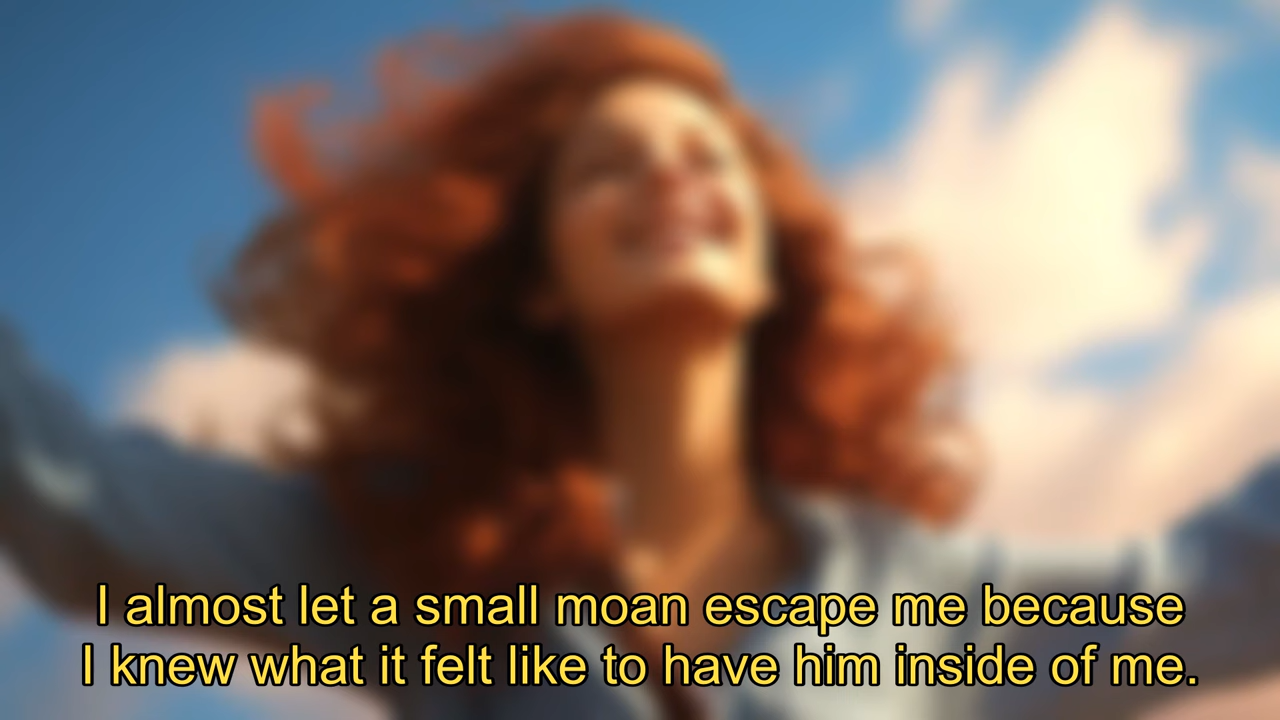 I almost let a small moan escape me because
I knew what it felt like to have him inside of me.